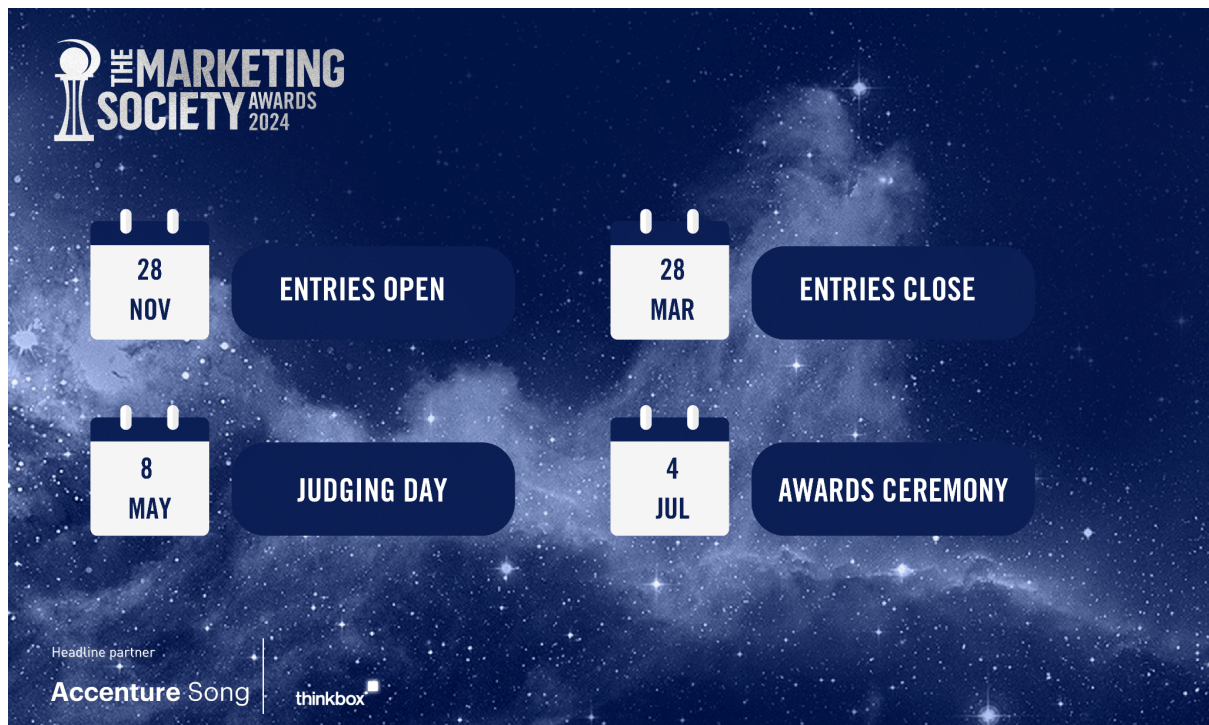 THE MARKETING
SOCIETY AWARDS
2024
28
NOV
ENTRIES OPEN
28
MAR
ENTRIES CLOSE
8
MAY
JUDGING DAY
4
JUL
AWARDS CEREMONY
Headline partner
Accenture Song
thinkbox